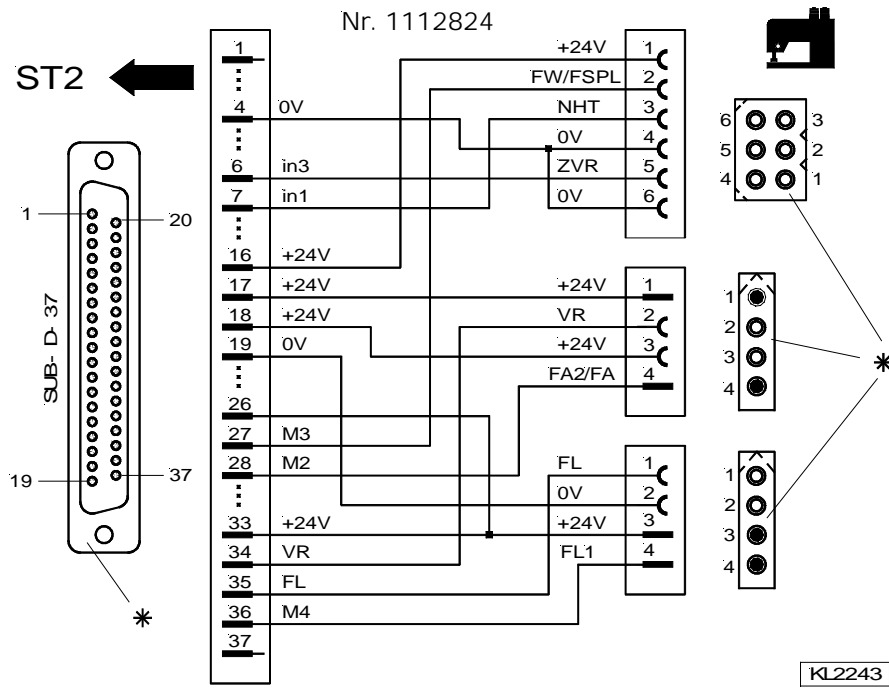 Nr. 1112824
ST2
1
4 0V
6 in3
7 in1
16 +24V
17 +24V
18 +24V
19 0V
26
27 M3
28 M2
33 +24V
34 VR
35 FL
36 M4
37
+24V 1
FW/FSPL 2
NHT 3
0V 4
ZVR 5
0V 6
+24V 1
VR 2
+24V 3
FA2/FA 4
FL 1
0V 2
+24V 3
FL1 4
1 20
SUB- D- 37
19 37
6 3
5 2
4 1
1
2
3
4
*
1
2
3
4
*
KL2243